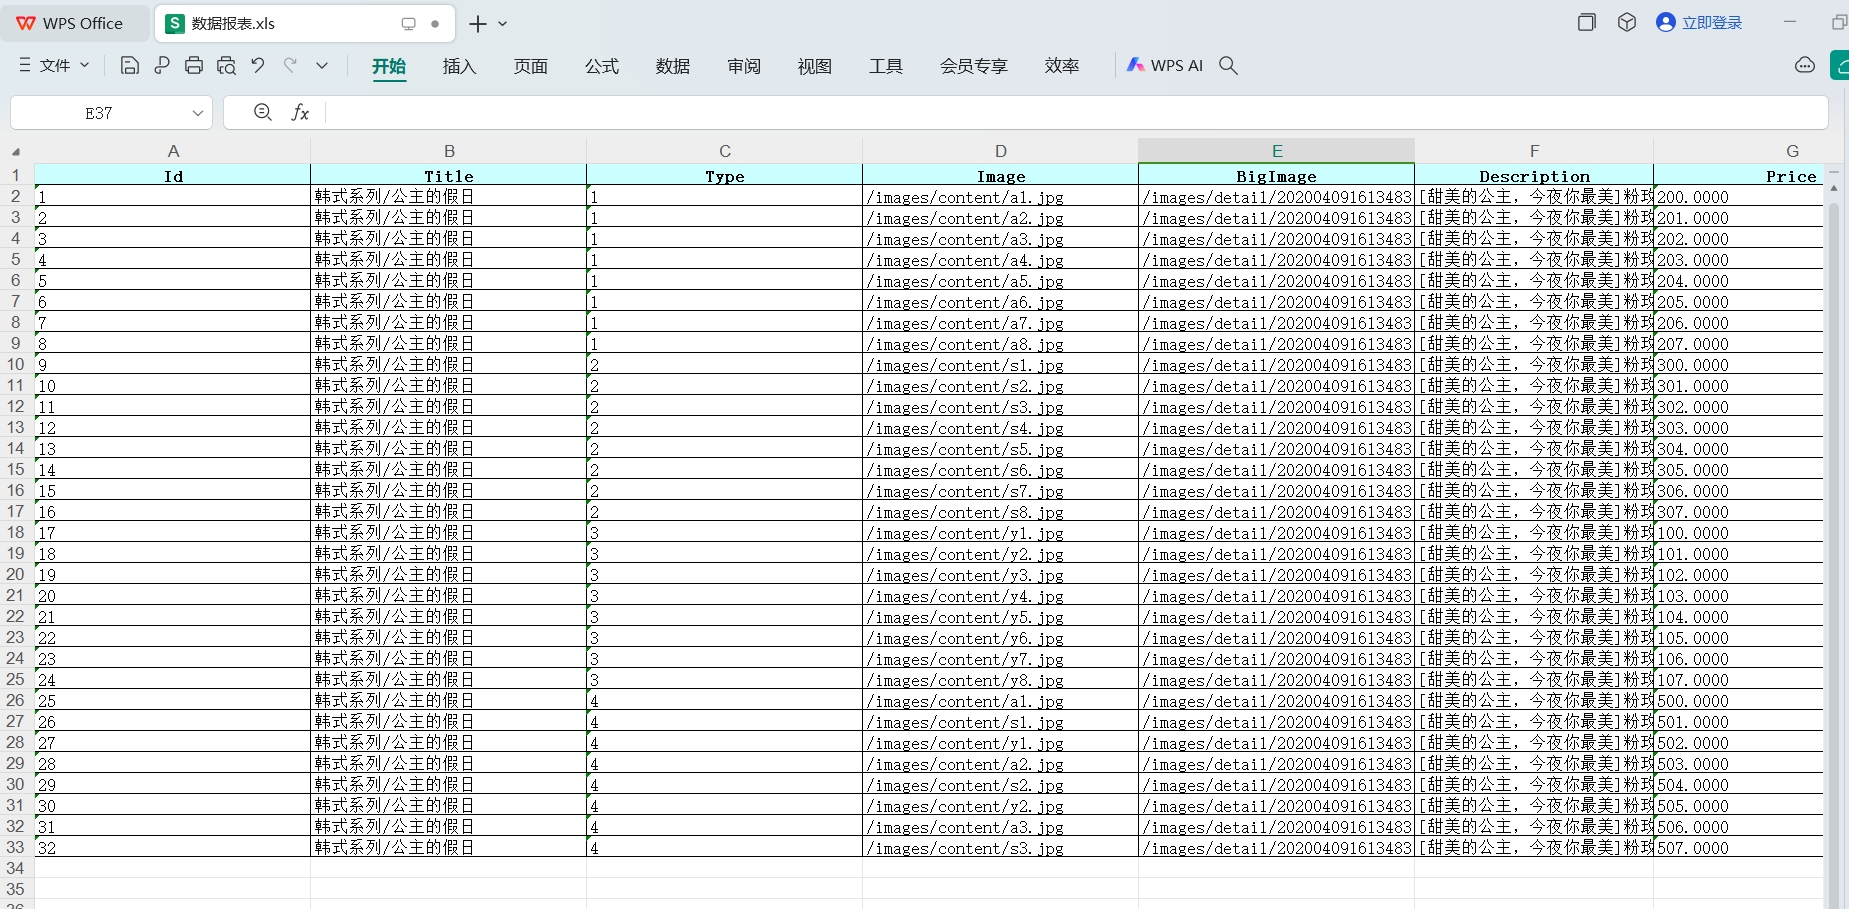 WPS Office 数据报表.xls
立即登录
文件 开始 插入 页面 公式 数据 审阅 视图 工具 会员专享 效率 WPS AI
E37 fx
A B C D E F G
1 Id Title Type Image BigImage Description Price
2 1 韩式系列/公主的假日 1 /images/content/a1.jpg /images/detail/202004091613483 [甜美的公主，今夜你最美]粉玫 200.0000
3 2 韩式系列/公主的假日 1 /images/content/a2.jpg /images/detail/202004091613483 [甜美的公主，今夜你最美]粉玫 201.0000
4 3 韩式系列/公主的假日 1 /images/content/a3.jpg /images/detail/202004091613483 [甜美的公主，今夜你最美]粉玫 202.0000
5 4 韩式系列/公主的假日 1 /images/content/a4.jpg /images/detail/202004091613483 [甜美的公主，今夜你最美]粉玫 203.0000
6 5 韩式系列/公主的假日 1 /images/content/a5.jpg /images/detail/202004091613483 [甜美的公主，今夜你最美]粉玫 204.0000
7 6 韩式系列/公主的假日 1 /images/content/a6.jpg /images/detail/202004091613483 [甜美的公主，今夜你最美]粉玫 205.0000
8 7 韩式系列/公主的假日 1 /images/content/a7.jpg /images/detail/202004091613483 [甜美的公主，今夜你最美]粉玫 206.0000
9 8 韩式系列/公主的假日 1 /images/content/a8.jpg /images/detail/202004091613483 [甜美的公主，今夜你最美]粉玫 207.0000
10 9 韩式系列/公主的假日 2 /images/content/s1.jpg /images/detail/202004091613483 [甜美的公主，今夜你最美]粉玫 300.0000
11 10 韩式系列/公主的假日 2 /images/content/s2.jpg /images/detail/202004091613483 [甜美的公主，今夜你最美]粉玫 301.0000
12 11 韩式系列/公主的假日 2 /images/content/s3.jpg /images/detail/202004091613483 [甜美的公主，今夜你最美]粉玫 302.0000
13 12 韩式系列/公主的假日 2 /images/content/s4.jpg /images/detail/202004091613483 [甜美的公主，今夜你最美]粉玫 303.0000
14 13 韩式系列/公主的假日 2 /images/content/s5.jpg /images/detail/202004091613483 [甜美的公主，今夜你最美]粉玫 304.0000
15 14 韩式系列/公主的假日 2 /images/content/s6.jpg /images/detail/202004091613483 [甜美的公主，今夜你最美]粉玫 305.0000
16 15 韩式系列/公主的假日 2 /images/content/s7.jpg /images/detail/202004091613483 [甜美的公主，今夜你最美]粉玫 306.0000
17 16 韩式系列/公主的假日 2 /images/content/s8.jpg /images/detail/202004091613483 [甜美的公主，今夜你最美]粉玫 307.0000
18 17 韩式系列/公主的假日 3 /images/content/y1.jpg /images/detail/202004091613483 [甜美的公主，今夜你最美]粉玫 100.0000
19 18 韩式系列/公主的假日 3 /images/content/y2.jpg /images/detail/202004091613483 [甜美的公主，今夜你最美]粉玫 101.0000
20 19 韩式系列/公主的假日 3 /images/content/y3.jpg /images/detail/202004091613483 [甜美的公主，今夜你最美]粉玫 102.0000
21 20 韩式系列/公主的假日 3 /images/content/y4.jpg /images/detail/202004091613483 [甜美的公主，今夜你最美]粉玫 103.0000
22 21 韩式系列/公主的假日 3 /images/content/y5.jpg /images/detail/202004091613483 [甜美的公主，今夜你最美]粉玫 104.0000
23 22 韩式系列/公主的假日 3 /images/content/y6.jpg /images/detail/202004091613483 [甜美的公主，今夜你最美]粉玫 105.0000
24 23 韩式系列/公主的假日 3 /images/content/y7.jpg /images/detail/202004091613483 [甜美的公主，今夜你最美]粉玫 106.0000
25 24 韩式系列/公主的假日 3 /images/content/y8.jpg /images/detail/202004091613483 [甜美的公主，今夜你最美]粉玫 107.0000
26 25 韩式系列/公主的假日 4 /images/content/a1.jpg /images/detail/202004091613483 [甜美的公主，今夜你最美]粉玫 500.0000
27 26 韩式系列/公主的假日 4 /images/content/s1.jpg /images/detail/202004091613483 [甜美的公主，今夜你最美]粉玫 501.0000
28 27 韩式系列/公主的假日 4 /images/content/y1.jpg /images/detail/202004091613483 [甜美的公主，今夜你最美]粉玫 502.0000
29 28 韩式系列/公主的假日 4 /images/content/a2.jpg /images/detail/202004091613483 [甜美的公主，今夜你最美]粉玫 503.0000
30 29 韩式系列/公主的假日 4 /images/content/s2.jpg /images/detail/202004091613483 [甜美的公主，今夜你最美]粉玫 504.0000
31 30 韩式系列/公主的假日 4 /images/content/y2.jpg /images/detail/202004091613483 [甜美的公主，今夜你最美]粉玫 505.0000
32 31 韩式系列/公主的假日 4 /images/content/a3.jpg /images/detail/202004091613483 [甜美的公主，今夜你最美]粉玫 506.0000
33 32 韩式系列/公主的假日 4 /images/content/s3.jpg /images/detail/202004091613483 [甜美的公主，今夜你最美]粉玫 507.0000
34
35
36